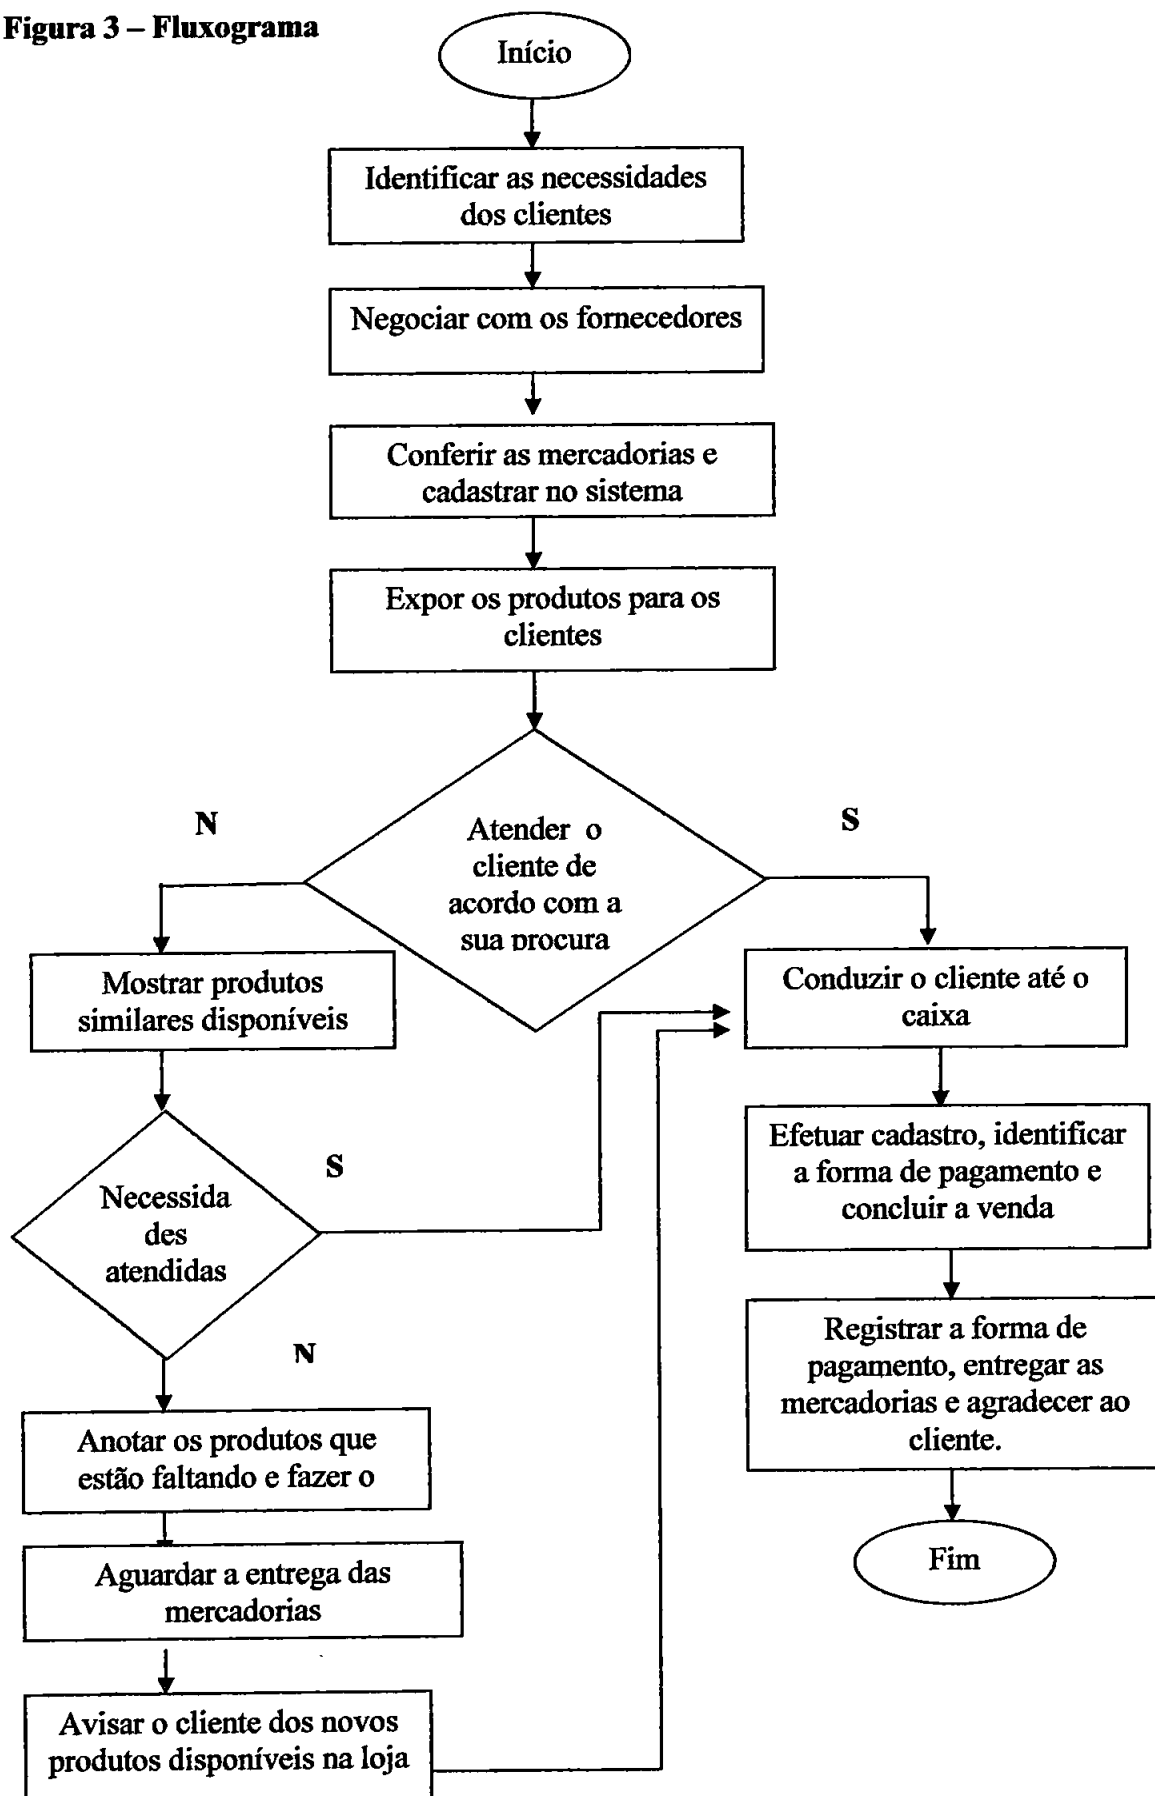 Figura 3 – Fluxograma
Início
Identificar as necessidades
dos clientes
Negociar com os fornecedores
Conferir as mercadorias e
cadastrar no sistema
Expor os produtos para os
clientes
N
S
Atender o
cliente de
acordo com a
sua procura
Mostrar produtos
similares disponíveis
Conduzir o cliente até o
caixa
Efetuar cadastro, identificar
a forma de pagamento e
concluir a venda
S
Necessida
des
atendidas
N
Registrar a forma de
pagamento, entregar as
mercadorias e agradecer ao
cliente.
Anotar os produtos que
estão faltando e fazer o
Aguardar a entrega das
mercadorias
Fim
Avisar o cliente dos novos
produtos disponíveis na loja